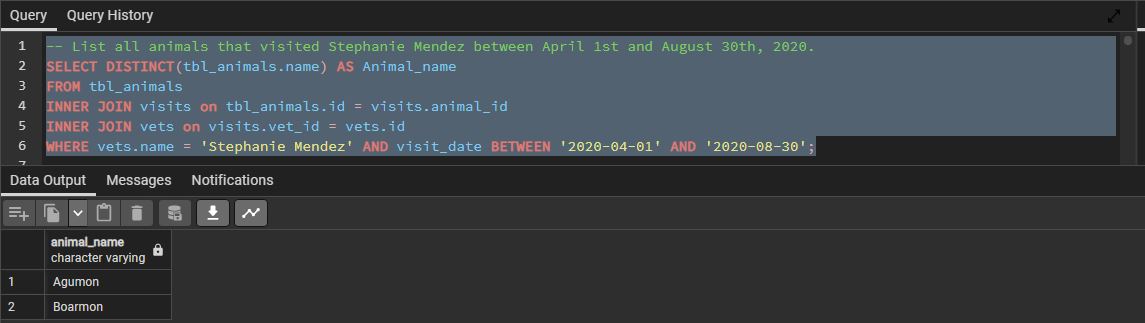 Query Query History
1 -- List all animals that visited Stephanie Mendez between April 1st and August 30th, 2020.
2 SELECT DISTINCT(tbl_animals.name) AS Animal_name
3 FROM tbl_animals
4 INNER JOIN visits on tbl_animals.id = visits.animal_id
5 INNER JOIN vets on visits.vet_id = vets.id
6 WHERE vets.name = 'Stephanie Mendez' AND visit_date BETWEEN '2020-04-01' AND '2020-08-30';
7
Data Output Messages Notifications
animal_name
character varying
1 Agumon
2 Boarmon